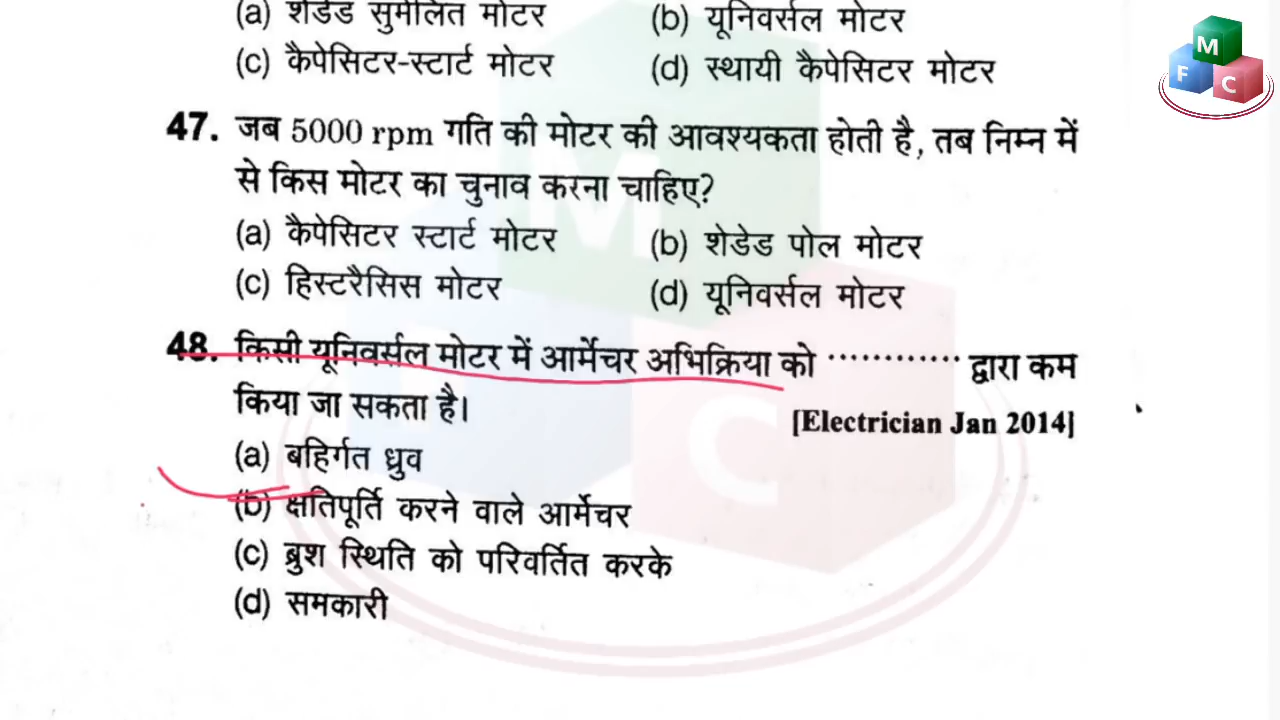 (a) शेडेड सुमेलित मोटर (b) यूनिवर्सल मोटर
(c) कैपेसिटर-स्टार्ट मोटर (d) स्थायी कैपेसिटर मोटर
47. जब 5000 rpm गति की मोटर की आवश्यकता होती है, तब निम्न में
से किस मोटर का चुनाव करना चाहिए?
(a) कैपेसिटर स्टार्ट मोटर (b) शेडेड पोल मोटर
(c) हिस्टरैसिस मोटर (d) यूनिवर्सल मोटर
48. किसी यूनिवर्सल मोटर में आर्मेचर अभिक्रिया को ............. द्वारा कम
किया जा सकता है।
[Electrician Jan 2014]
(a) बहिर्गत ध्रुव
(b) क्षतिपूर्ति करने वाले आर्मेचर
(c) ब्रुश स्थिति को परिवर्तित करके
(d) समकारी
M
F C
M
C